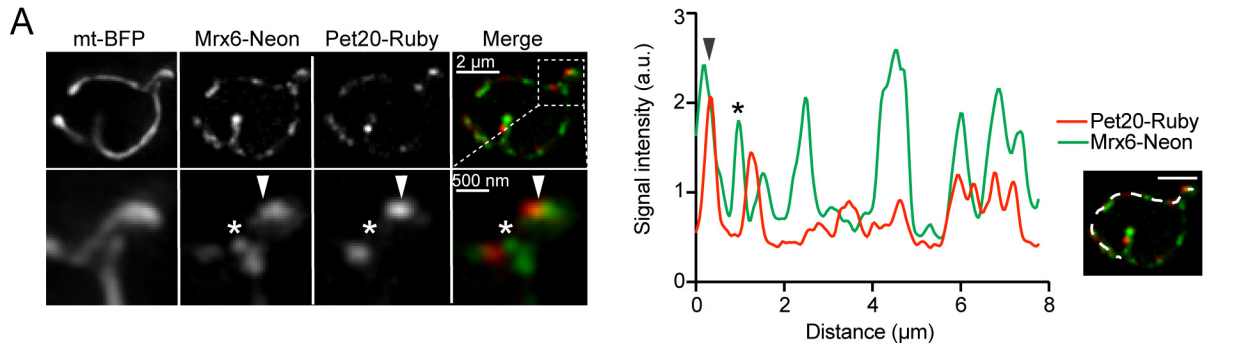 A
mt-BFP Mrx6-Neon Pet20-Ruby Merge
2 µm
500 nm
*
*
*
Signal intensity (a.u.)
3
2
1
0
*
0 2 4 6 8
Distance (µm)
Pet20-Ruby
Mrx6-Neon